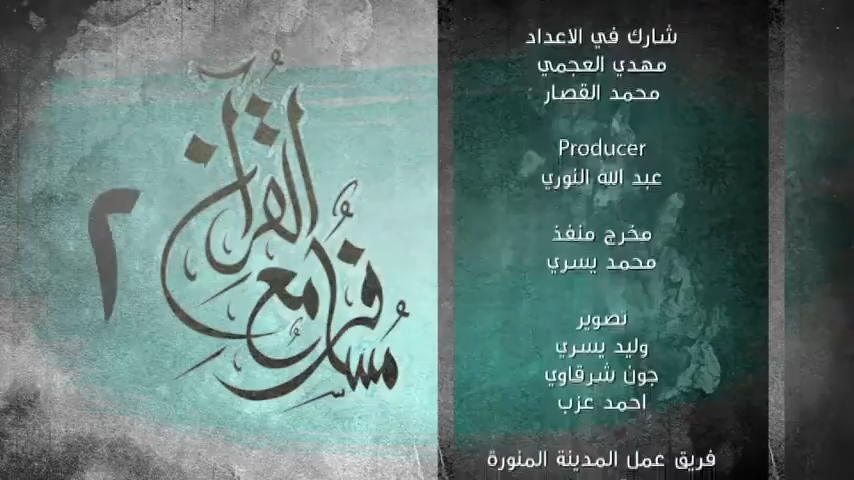 مُسافرٌ مع القرآن
٢
شارك في الاعداد
مهدي العجمي
محمد القصار
Producer
عبد الله النوري
مخرج منفذ
محمد يسري
تصوير
وليد يسري
جون شرقاوي
احمد عزب
فريق عمل المدينة المنورة